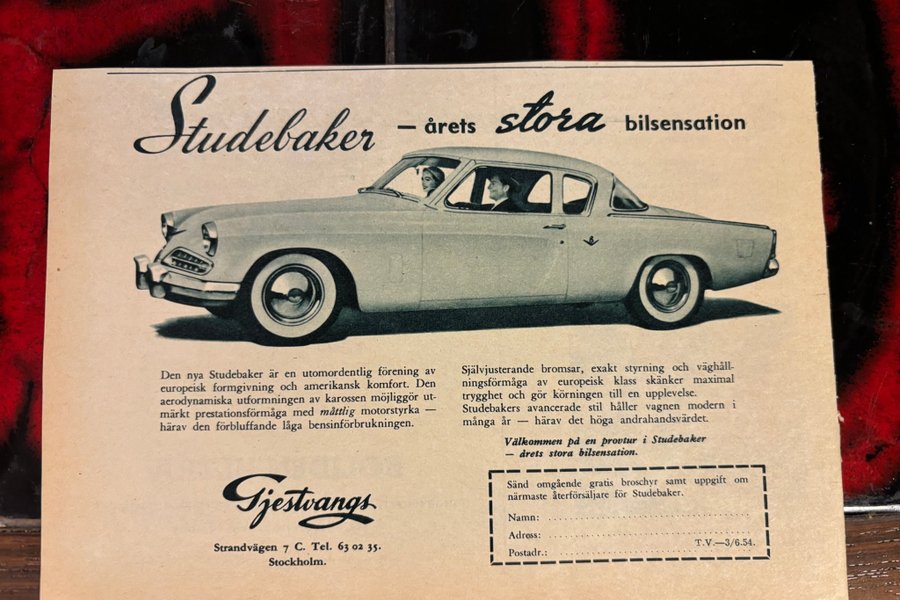 Studebaker – årets stora bilsensation
Den nya Studebaker är en utomordentlig förening av
europeisk formgivning och amerikansk komfort. Den
aerodynamiska utformningen av karossen möjliggör ut-
märkt prestationsförmåga med måttlig motorstyrka —
härav den förbluffande låga bensinförbrukningen.
Självjusterande bromsar, exakt styrning och väghåll-
ningsförmåga av europeisk klass skänker maximal
trygghet och gör körningen till en upplevelse.
Studebakers avancerade stil håller vagnen modern i
många år — härav det höga andrahandsvärdet.
Välkommen på en provtur i Studebaker
— årets stora bilsensation.
Gjestvangs
Strandvägen 7 C. Tel. 63 02 35.
Stockholm.
Sänd omgående gratis broschyr samt uppgift om
närmaste återförsäljare för Studebaker.
Namn:
Adress:
Postadr.:
T.V.—3/6.54.